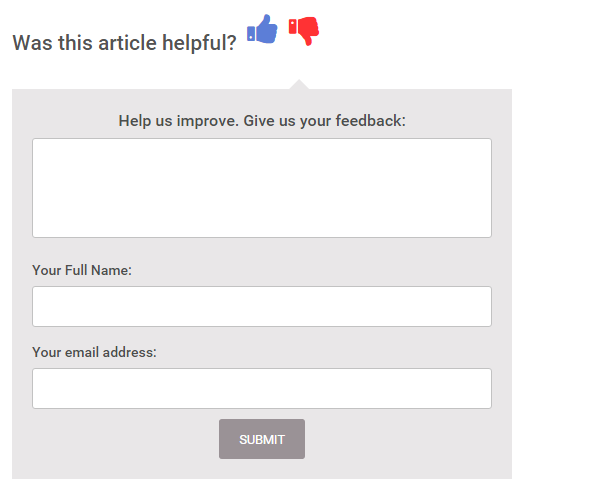 Was this article helpful?
Help us improve. Give us your feedback:
Your Full Name:
Your email address:
SUBMIT